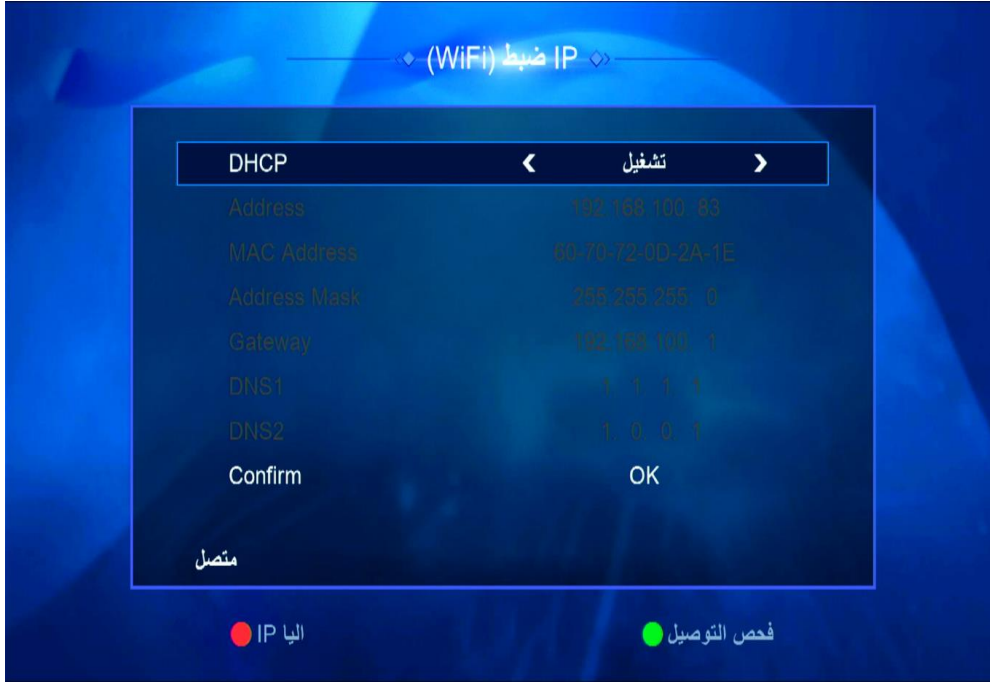 IP ضبط (WiFi)
DHCP تشغيل
Address 192.168.100. 83
MAC Address 60-70-72-0D-2A-1E
Address Mask 255.255.255. 0
Gateway 192.168.100. 1
DNS1 1. 1. 1. 1
DNS2 1. 0. 0. 1
Confirm OK
متصل
اليا IP
فحص التوصيل